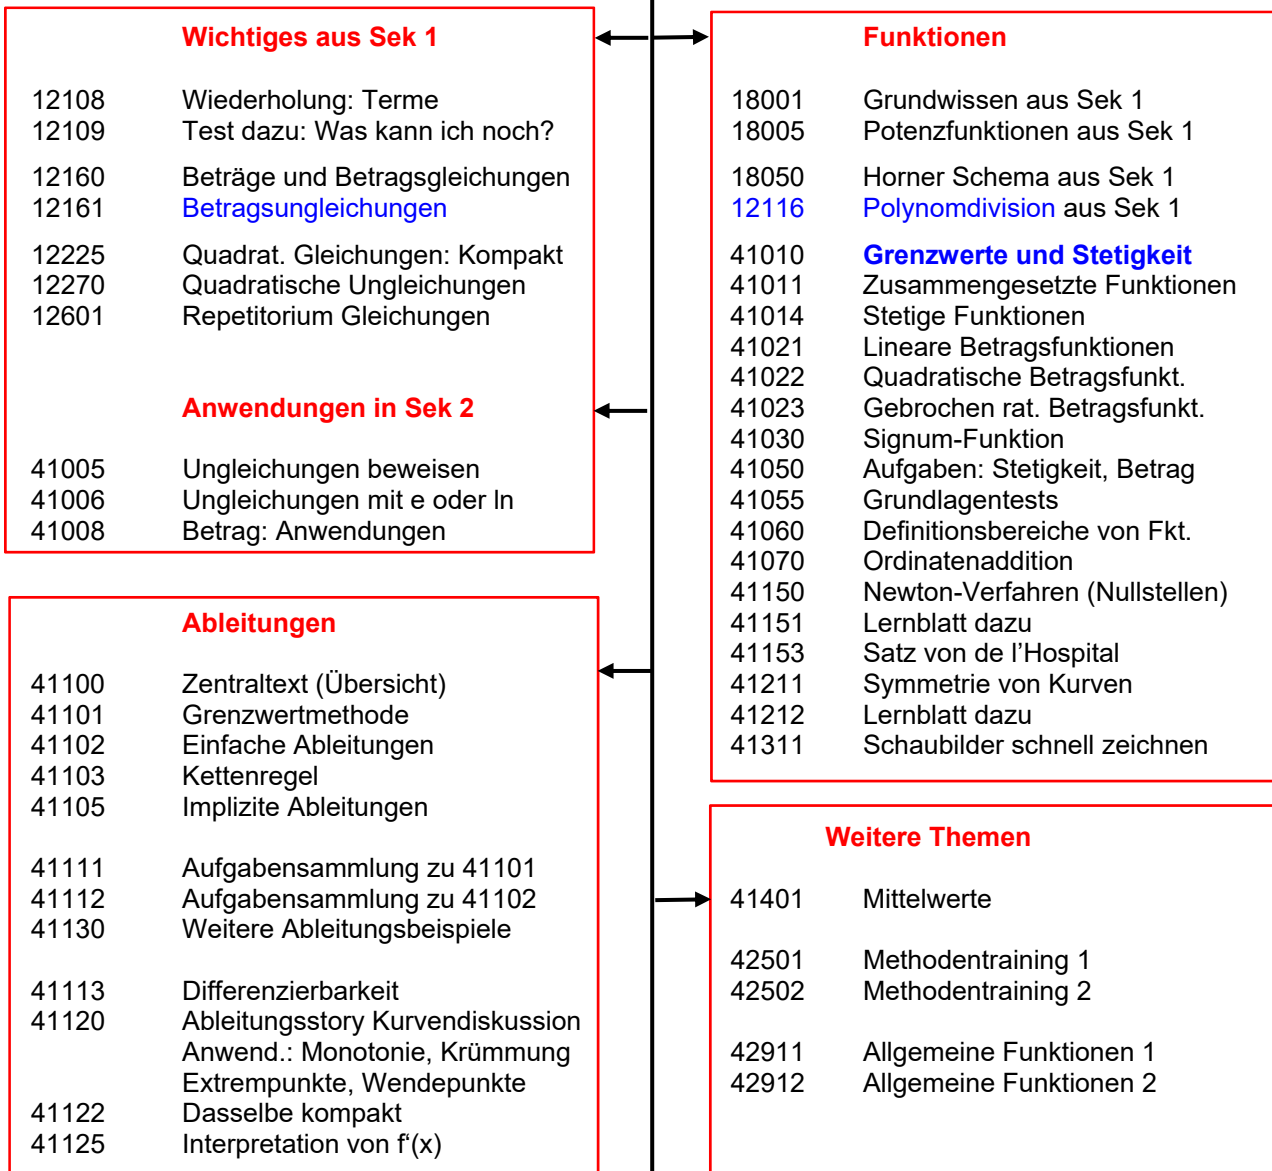 Wichtiges aus Sek 1
12108 Wiederholung: Terme
12109 Test dazu: Was kann ich noch?
12160 Beträge und Betragsgleichungen
12161 Betragsungleichungen
12225 Quadrat. Gleichungen: Kompakt
12270 Quadratische Ungleichungen
12601 Repetitorium Gleichungen
Anwendungen in Sek 2
41005 Ungleichungen beweisen
41006 Ungleichungen mit e oder ln
41008 Betrag: Anwendungen
Ableitungen
41100 Zentraltext (Übersicht)
41101 Grenzwertmethode
41102 Einfache Ableitungen
41103 Kettenregel
41105 Implizite Ableitungen
41111 Aufgabensammlung zu 41101
41112 Aufgabensammlung zu 41102
41130 Weitere Ableitungsbeispiele
41113 Differenzierbarkeit
41120 Ableitungsstory Kurvendiskussion
Anwend.: Monotonie, Krümmung
Extrempunkte, Wendepunkte
41122 Dasselbe kompakt
41125 Interpretation von f‘(x)
Funktionen
18001 Grundwissen aus Sek 1
18005 Potenzfunktionen aus Sek 1
18050 Horner Schema aus Sek 1
12116 Polynomdivision aus Sek 1
41010 Grenzwerte und Stetigkeit
41011 Zusammengesetzte Funktionen
41014 Stetige Funktionen
41021 Lineare Betragsfunktionen
41022 Quadratische Betragsfunkt.
41023 Gebrochen rat. Betragsfunkt.
41030 Signum-Funktion
41050 Aufgaben: Stetigkeit, Betrag
41055 Grundlagentests
41060 Definitionsbereiche von Fkt.
41070 Ordinatenaddition
41150 Newton-Verfahren (Nullstellen)
41151 Lernblatt dazu
41153 Satz von de l’Hospital
41211 Symmetrie von Kurven
41212 Lernblatt dazu
41311 Schaubilder schnell zeichnen
Weitere Themen
41401 Mittelwerte
42501 Methodentraining 1
42502 Methodentraining 2
42911 Allgemeine Funktionen 1
42912 Allgemeine Funktionen 2